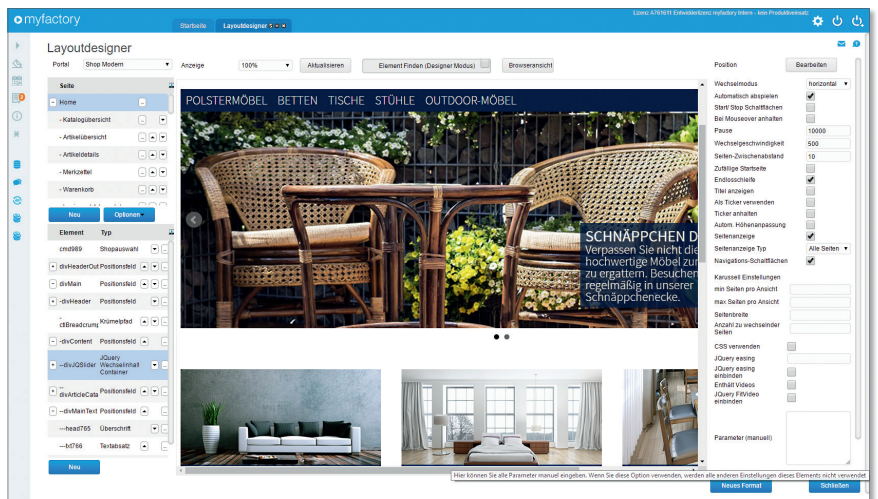 Lizenz A761611 Entwicklerlizenz myfactory Intern - kein Produktiveinsatz
myfactory
Startseite
Layoutdesigner
Layoutdesigner
Portal Shop Modern
Anzeige 100% Aktualisieren Element Finden (Designer Modus) Browseransicht
Position Bearbeiten
Seite
Home
- Katalogübersicht
- Artikelübersicht
- Artikeldetails
- Merkzettel
- Warenkorb
Neu Optionen
Element Typ
cmd989 Shopauswahl
divHeaderOut Positionsfeld
divMain Positionsfeld
-divHeader Positionsfeld
-
ctlBreadcrump Krümelpfad
-divContent Positionsfeld
--divJQSlider JQuery Wechselinhalt Container
--
divArticleCata Positionsfeld
--divMainText Positionsfeld
---head765 Überschrift
---txt766 Textabsatz
Neu
POLSTERMÖBEL BETTEN TISCHE STÜHLE OUTDOOR-MÖBEL
SCHNÄPPCHEN D
Verpassen Sie nicht die
hochwertige Möbel zur
zu ergattern. Besuchen
regelmäßig in unserer
Schnäppchenecke.
Wechselmodus horizontal
Automatisch abspielen
Start/ Stop Schaltflächen
Bei Mouseover anhalten
Pause 10000
Wechselgeschwindigkeit 500
Seiten-Zwischenabstand 10
Zufällige Startseite
Endlosschleife
Titel anzeigen
Als Ticker verwenden
Ticker anhalten
Autom. Höhenanpassung
Seitenanzeige
Seitenanzeige Typ Alle Seiten
Navigations-Schaltflächen
Karussell Einstellungen
min Seiten pro Ansicht
max Seiten pro Ansicht
Seitenbreite
Anzahl zu wechselnder
Seiten
CSS verwenden
JQuery easing
JQuery easing
einbinden
Enthält Videos
JQuery FitVideo
einbinden
Parameter (manuell)
Hier können Sie alle Parameter manuel eingeben. Wenn Sie diese Option verwenden, werden alle anderen Einstellungen dieses Elements nicht verwendet
Neues Format Schließen